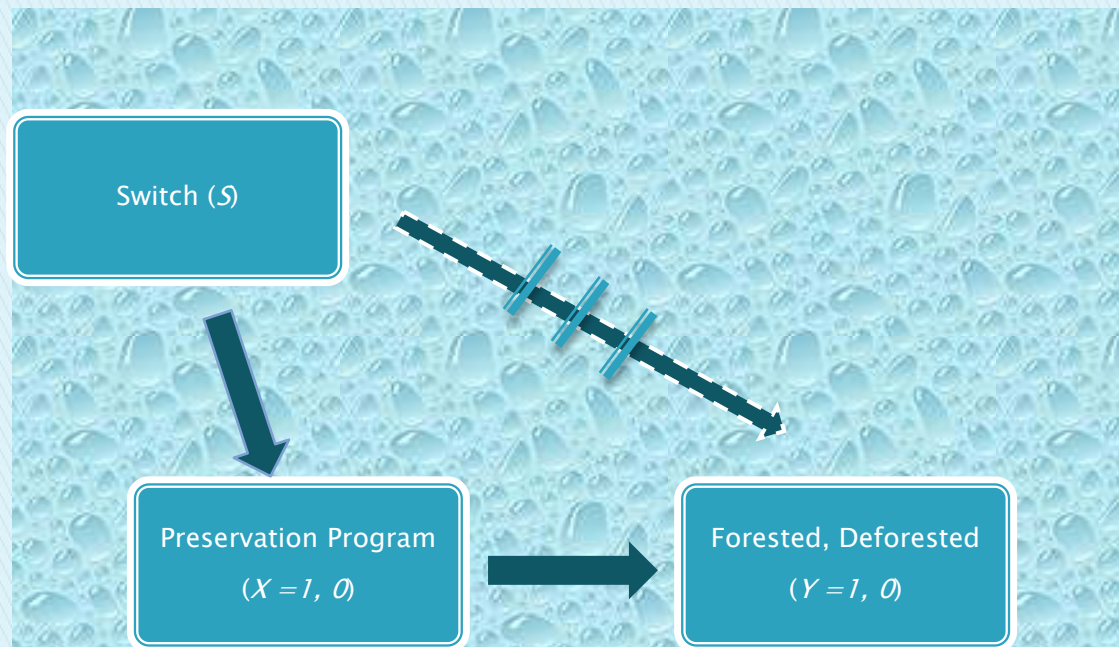 Switch (S)
Preservation Program
(X =1, 0)
Forested, Deforested
(Y =1, 0)